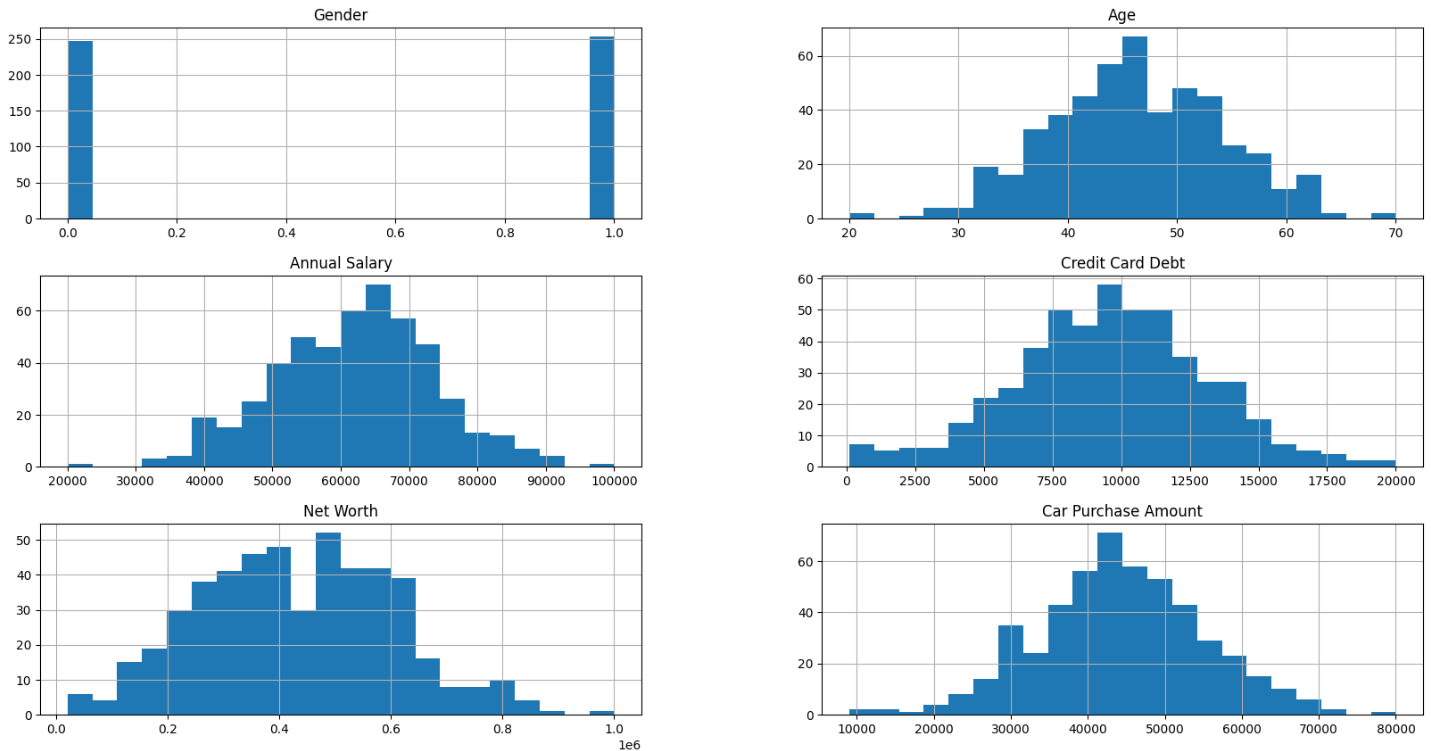 Gender
250
200
150
100
50
0
0.0 0.2 0.4 0.6 0.8 1.0
Age
60
40
20
0
20 30 40 50 60 70
Annual Salary
60
40
20
0
20000 30000 40000 50000 60000 70000 80000 90000 100000
Credit Card Debt
60
50
40
30
20
10
0
0 2500 5000 7500 10000 12500 15000 17500 20000
Net Worth
50
40
30
20
10
0
0.0 0.2 0.4 0.6 0.8 1.0
1e6
Car Purchase Amount
60
40
20
0
10000 20000 30000 40000 50000 60000 70000 80000